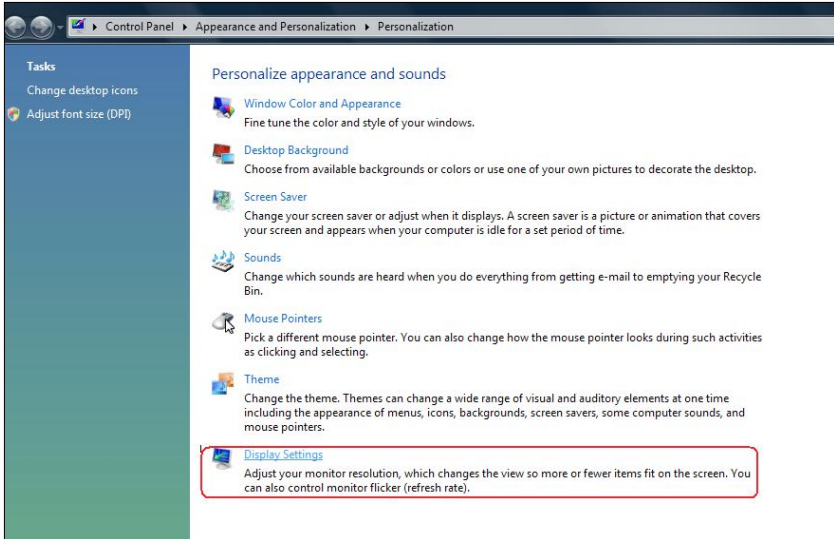 Control Panel ▸ Appearance and Personalization ▸ Personalization
Tasks
Change desktop icons
Adjust font size (DPI)
Personalize appearance and sounds
Window Color and Appearance
Fine tune the color and style of your windows.
Desktop Background
Choose from available backgrounds or colors or use one of your own pictures to decorate the desktop.
Screen Saver
Change your screen saver or adjust when it displays. A screen saver is a picture or animation that covers
your screen and appears when your computer is idle for a set period of time.
Sounds
Change which sounds are heard when you do everything from getting e-mail to emptying your Recycle
Bin.
Mouse Pointers
Pick a different mouse pointer. You can also change how the mouse pointer looks during such activities
as clicking and selecting.
Theme
Change the theme. Themes can change a wide range of visual and auditory elements at one time
including the appearance of menus, icons, backgrounds, screen savers, some computer sounds, and
mouse pointers.
Display Settings
Adjust your monitor resolution, which changes the view so more or fewer items fit on the screen. You
can also control monitor flicker (refresh rate).